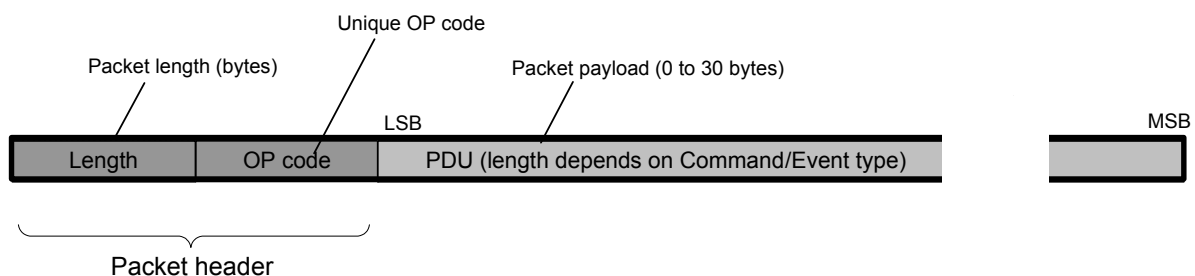 Unique OP code
Packet length (bytes)
Packet payload (0 to 30 bytes)
LSB
MSB
Length
OP code
PDU (length depends on Command/Event type)
Packet header